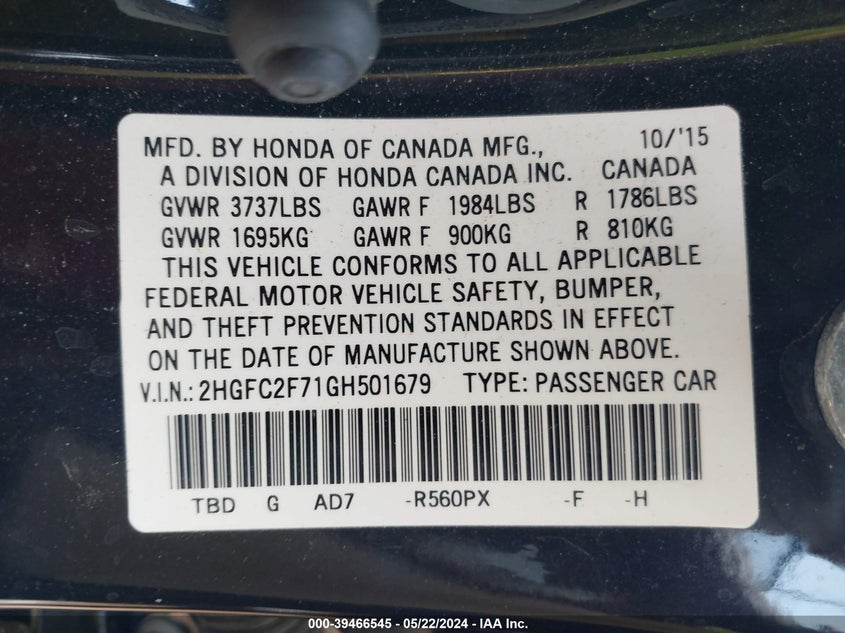 MFD. BY HONDA OF CANADA MFG., 10/'15
A DIVISION OF HONDA CANADA INC. CANADA
GVWR 3737LBS GAWR F 1984LBS R 1786LBS
GVWR 1695KG GAWR F 900KG R 810KG
THIS VEHICLE CONFORMS TO ALL APPLICABLE
FEDERAL MOTOR VEHICLE SAFETY, BUMPER,
AND THEFT PREVENTION STANDARDS IN EFFECT
ON THE DATE OF MANUFACTURE SHOWN ABOVE.
V.I.N.: 2HGFC2F71GH501679 TYPE: PASSENGER CAR
TBD G AD7 -R560PX -F -H
000-39466545 - 05/22/2024 - IAA Inc.